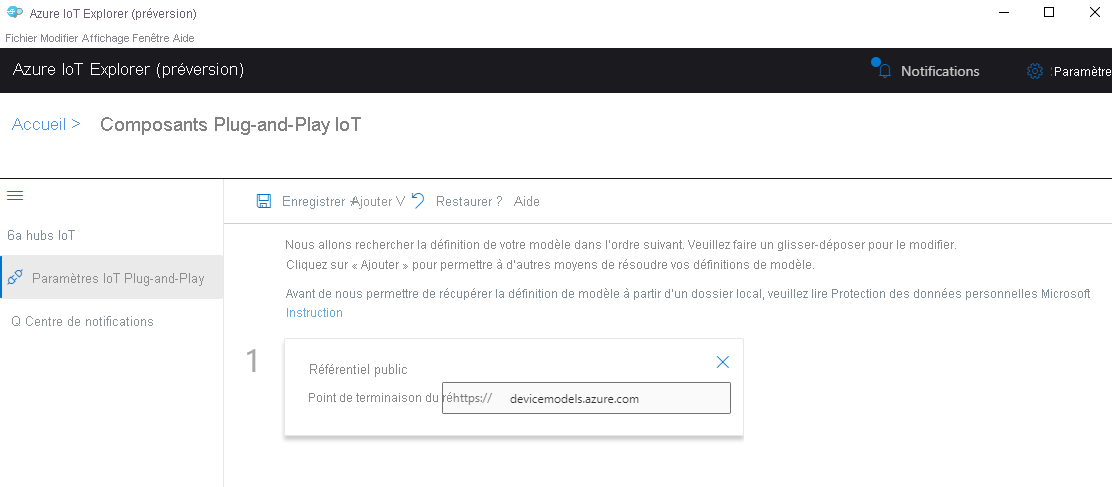 Azure IoT Explorer (préversion)
Fichier Modifier Affichage Fenêtre Aide
Azure IoT Explorer (préversion)
Notifications
Paramètre
Accueil > Composants Plug-and-Play IoT
Enregistrer Ajouter V Restaurer ? Aide
6a hubs IoT
Paramètres IoT Plug-and-Play
Q Centre de notifications
Nous allons rechercher la définition de votre modèle dans l'ordre suivant. Veuillez faire un glisser-déposer pour le modifier.
Cliquez sur « Ajouter » pour permettre à d'autres moyens de résoudre vos définitions de modèle.
Avant de nous permettre de récupérer la définition de modèle à partir d'un dossier local, veuillez lire Protection des données personnelles Microsoft
Instruction
1
Référentiel public
Point de terminaison du ré https:// devicemodels.azure.com